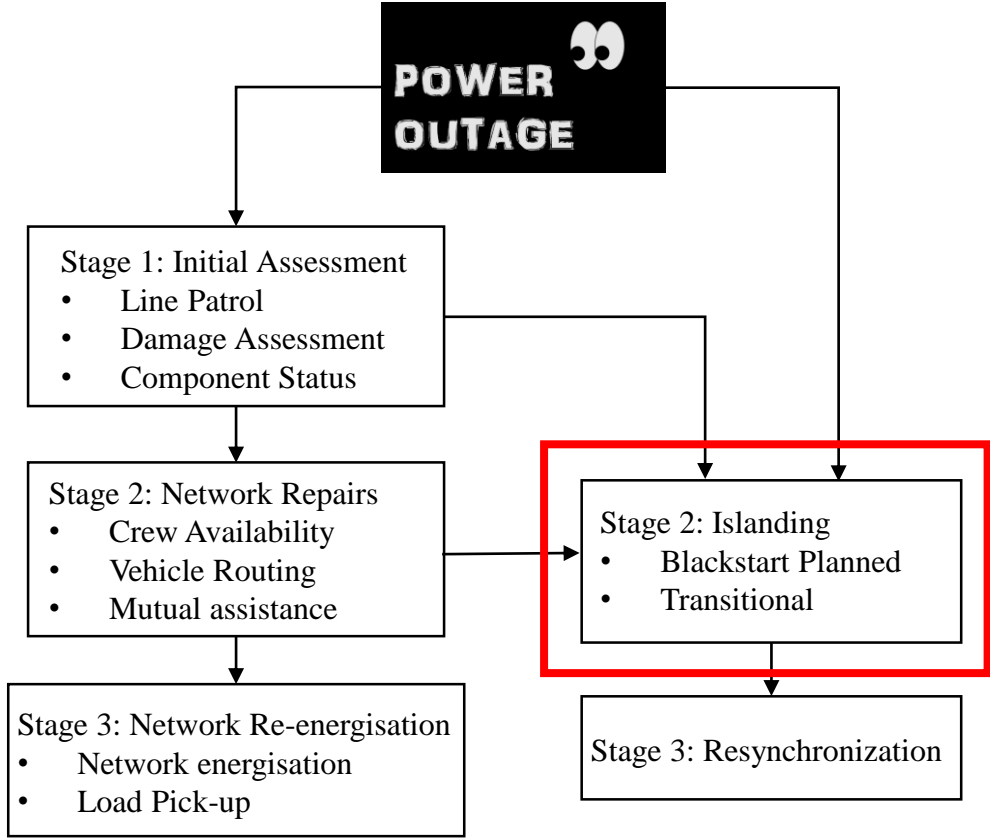 POWER
OUTAGE
Stage 1: Initial Assessment
• Line Patrol
• Damage Assessment
• Component Status
Stage 2: Network Repairs
• Crew Availability
• Vehicle Routing
• Mutual assistance
Stage 2: Islanding
• Blackstart Planned
• Transitional
Stage 3: Network Re-energisation
• Network energisation
• Load Pick-up
Stage 3: Resynchronization